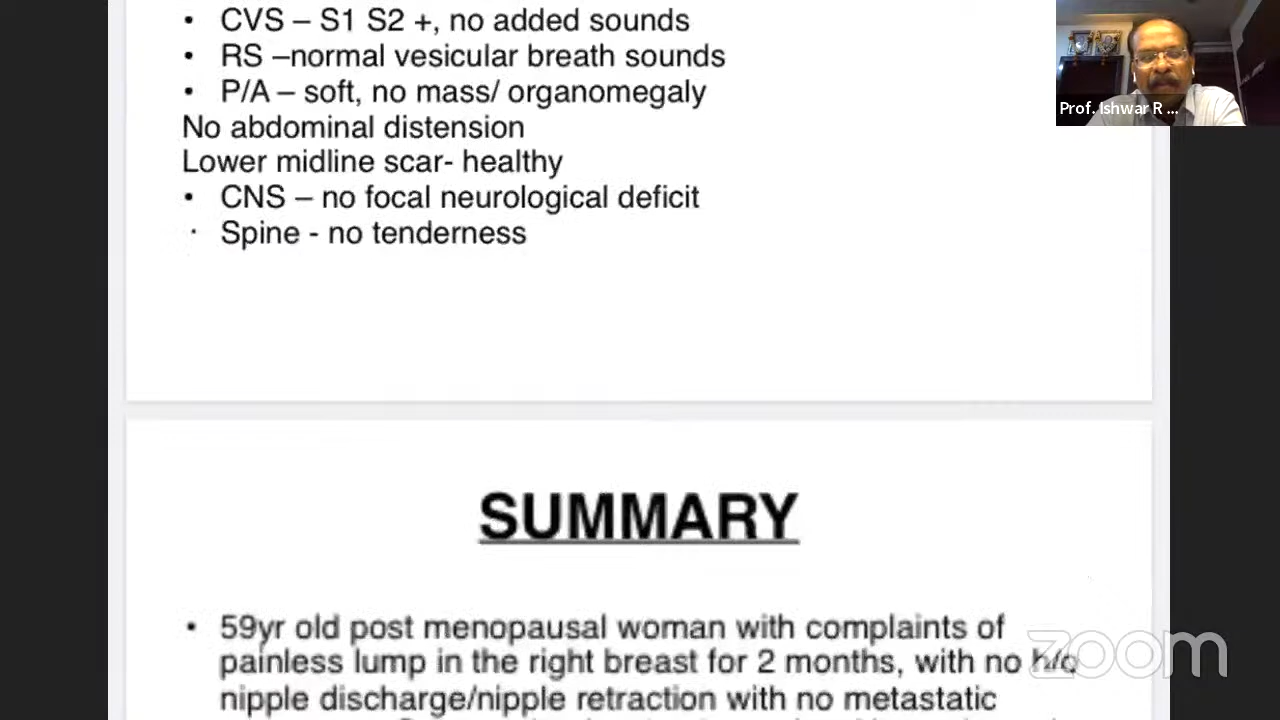 • CVS – S1 S2 +, no added sounds
• RS –normal vesicular breath sounds
• P/A – soft, no mass/ organomegaly
No abdominal distension
Lower midline scar- healthy
• CNS – no focal neurological deficit
• Spine - no tenderness
Prof. Ishwar R ...
SUMMARY
• 59yr old post menopausal woman with complaints of
painless lump in the right breast for 2 months, with no h/o
nipple discharge/nipple retraction with no metastatic
zoom